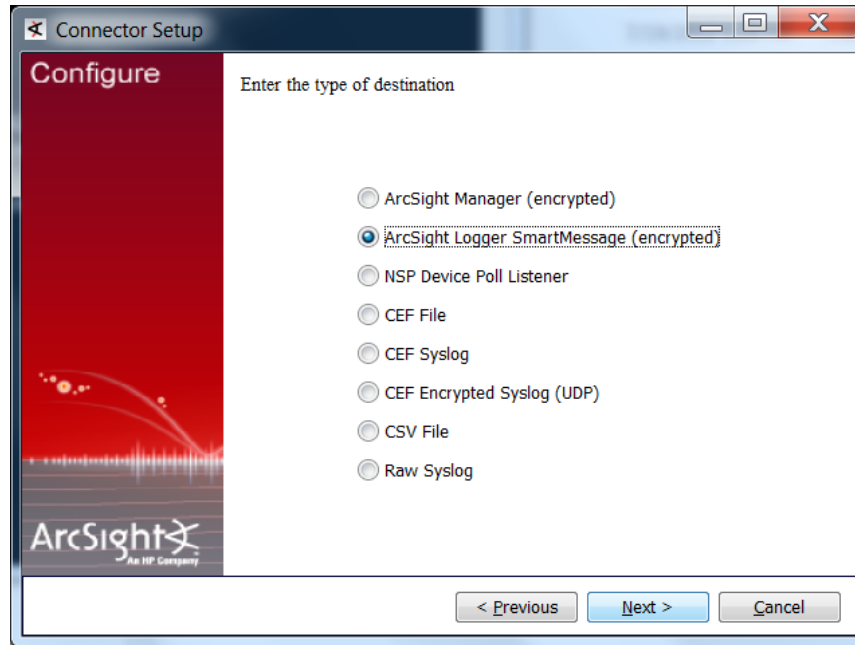 Connector Setup
Configure
Enter the type of destination
ArcSight Manager (encrypted)
ArcSight Logger SmartMessage (encrypted)
NSP Device Poll Listener
CEF File
CEF Syslog
CEF Encrypted Syslog (UDP)
CSV File
Raw Syslog
ArcSight
An HP Company
< Previous
Next >
Cancel